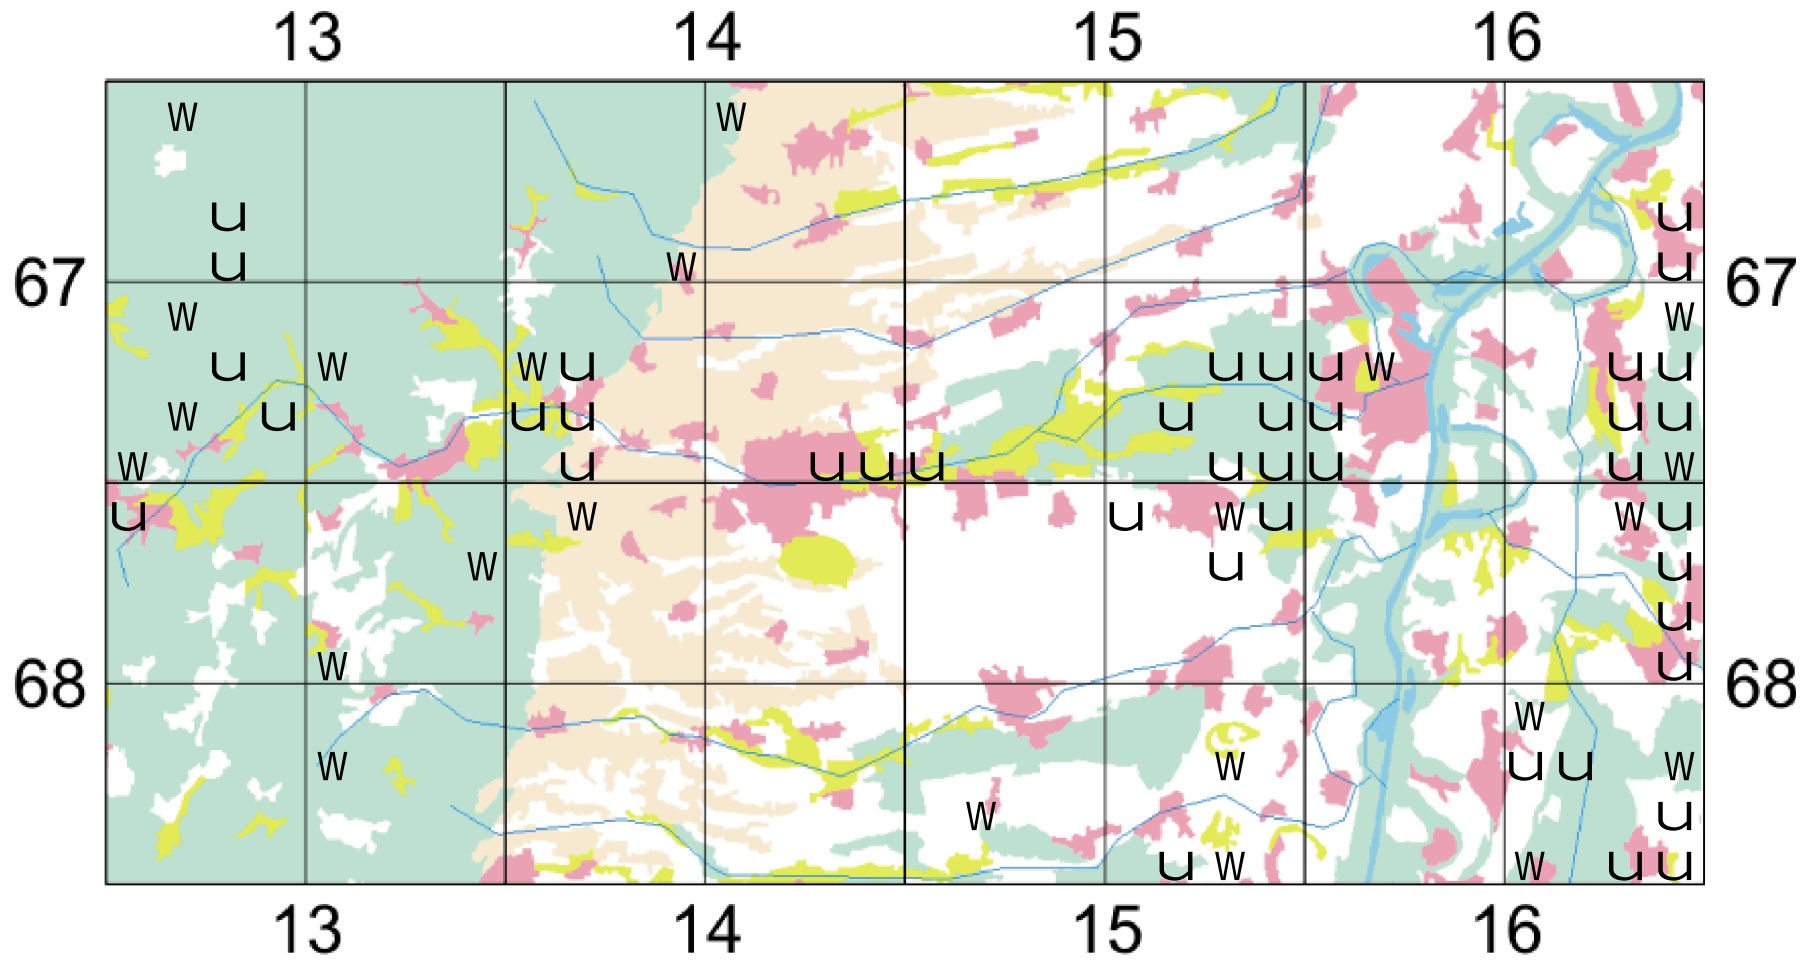 13 14 15 16
W W
u u
67 u W u 67
W W
u W W u u u u W u u
W u u u u u u u u
W u u u u u u u u W
u W u W u W u
W u u
u
W u
68 68
W
W W u u W
W u
u W W u u
13 14 15 16